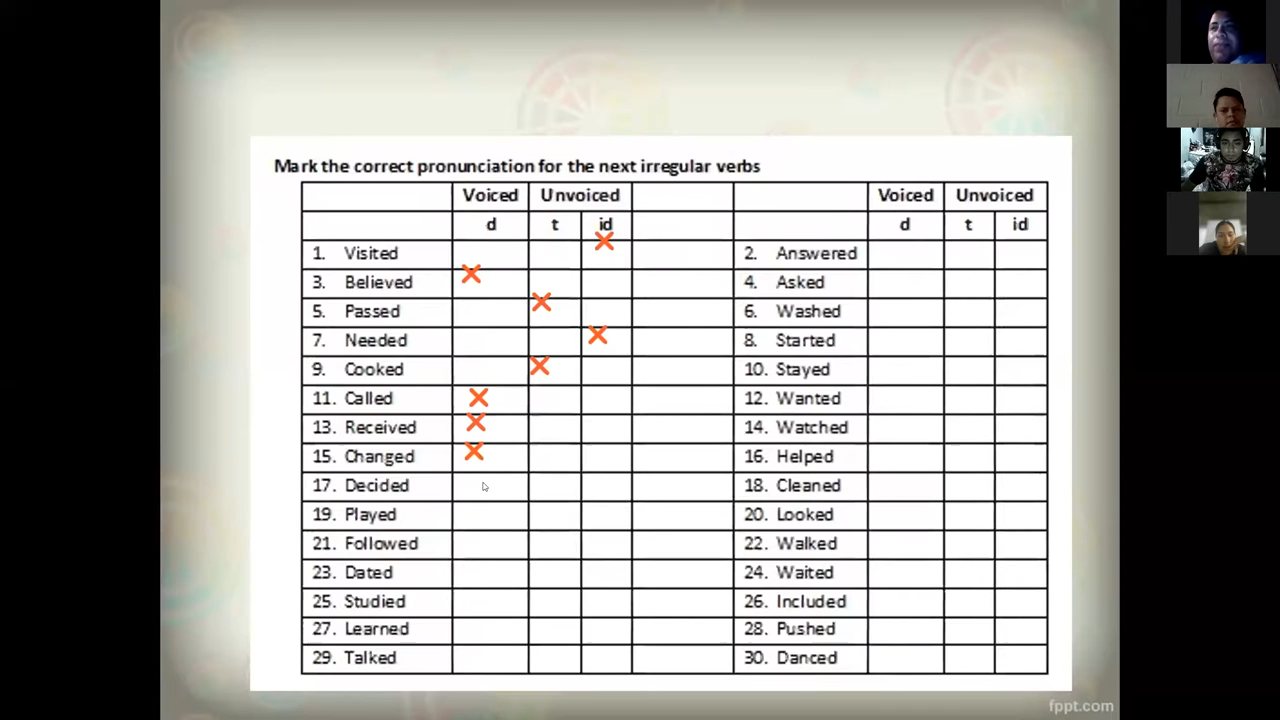 Mark the correct pronunciation for the next irregular verbs
Voiced Unvoiced Voiced Unvoiced
d t id d t id
1. Visited 2. Answered
3. Believed 4. Asked
5. Passed 6. Washed
7. Needed 8. Started
9. Cooked 10. Stayed
11. Called 12. Wanted
13. Received 14. Watched
15. Changed 16. Helped
17. Decided 18. Cleaned
19. Played 20. Looked
21. Followed 22. Walked
23. Dated 24. Waited
25. Studied 26. Included
27. Learned 28. Pushed
29. Talked 30. Danced
fppt.com